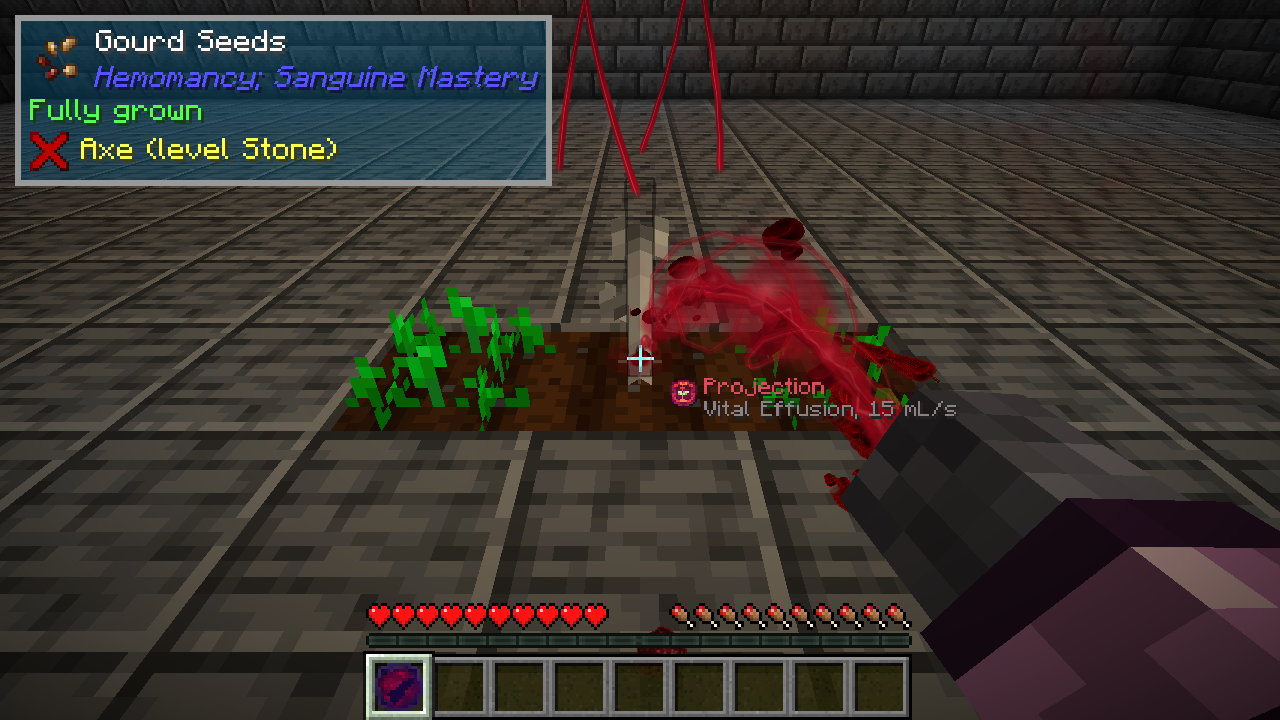 Gourd Seeds
Hemomancy; Sanguine Mastery
Fully grown
Axe (level Stone)
Projection
Vital Effusion, 15 mL/s